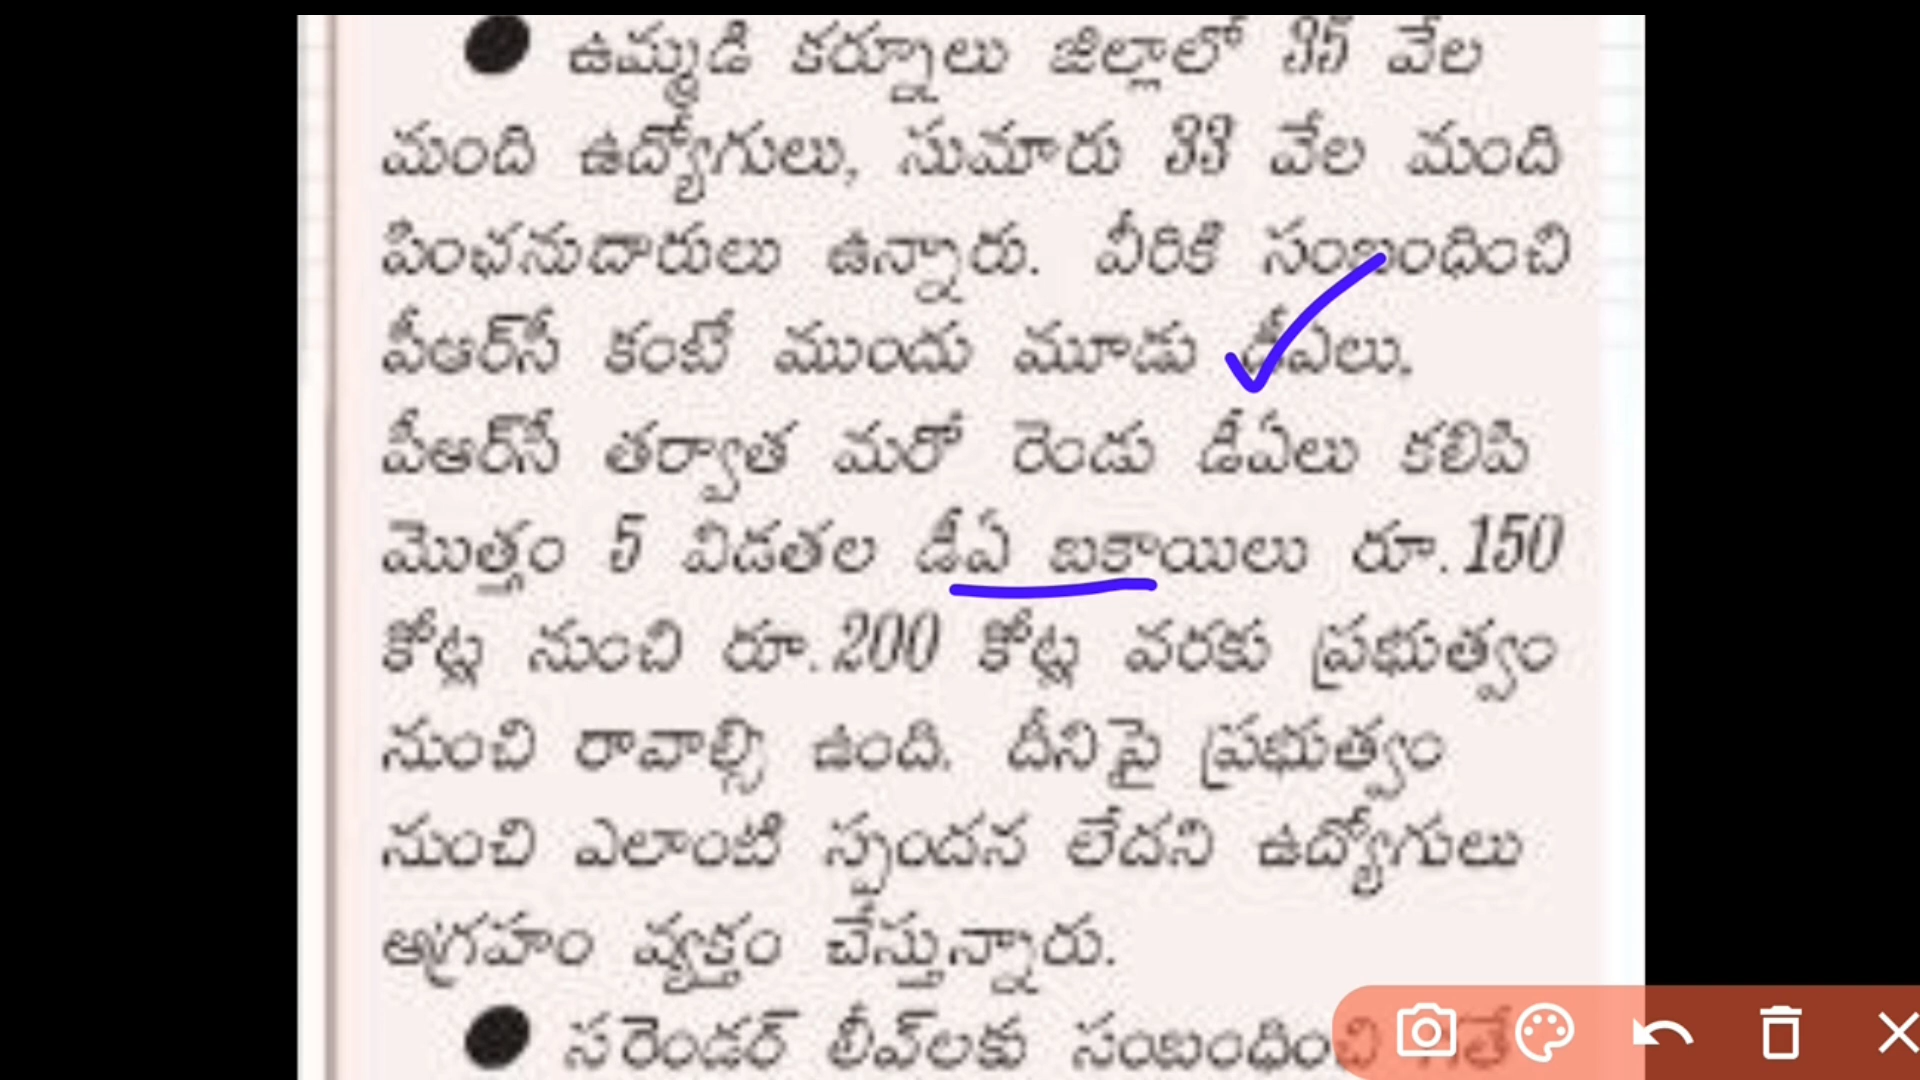 ● ఉమ్మడి కర్నూలు జిల్లాలో 35 వేల
మంది ఉద్యోగులు, సుమారు 33 వేల మంది
పింఛనుదారులు ఉన్నారు. వీరికి సంబంధించి
పీఆర్‌సీ కంటే ముందు మూడు డీఏలు,
పీఆర్‌సీ తర్వాత మరో రెండు డీఏలు కలిపి
మొత్తం 5 విడతల డీఏ బకాయిలు రూ.150
కోట్ల నుంచి రూ.200 కోట్ల వరకు ప్రభుత్వం
నుంచి రావాల్సి ఉంది. దీనిపై ప్రభుత్వం
నుంచి ఎలాంటి స్పందన లేదని ఉద్యోగులు
ఆగ్రహం వ్యక్తం చేస్తున్నారు.
● సరెండర్ లీవ్‌లకు సంబంధించి గతే